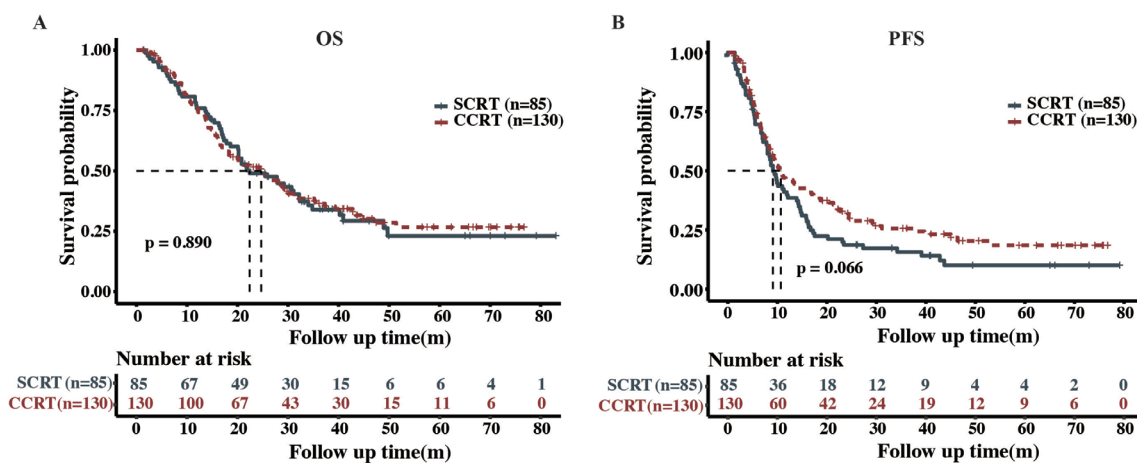 A
OS
Survival probability
1.00
0.75
0.50
0.25
0.00
SCRT (n=85)
CCRT (n=130)
p = 0.890
0 10 20 30 40 50 60 70 80
Follow up time(m)
Number at risk
SCRT (n=85) 85 67 49 30 15 6 6 4 1
CCRT(n=130) 130 100 67 43 30 15 11 6 0
0 10 20 30 40 50 60 70 80
Follow up time(m)
B
PFS
Survival probability
1.00
0.75
0.50
0.25
0.00
SCRT (n=85)
CCRT (n=130)
p = 0.066
0 10 20 30 40 50 60 70 80
Follow up time(m)
Number at risk
SCRT (n=85) 85 36 18 12 9 4 4 2 0
CCRT(n=130) 130 60 42 24 19 12 9 6 0
0 10 20 30 40 50 60 70 80
Follow up time(m)